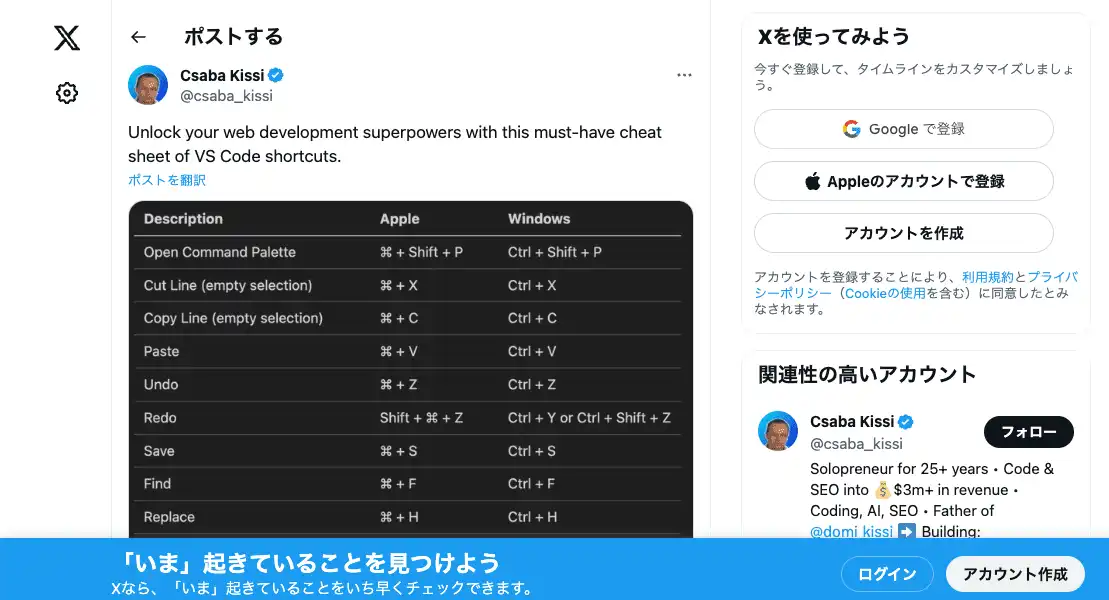 ポストする
Csaba Kissi
@csaba_kissi
Unlock your web development superpowers with this must-have cheat
sheet of VS Code shortcuts.
ポストを翻訳
Description Apple Windows
Open Command Palette ⌘ + Shift + P Ctrl + Shift + P
Cut Line (empty selection) ⌘ + X Ctrl + X
Copy Line (empty selection) ⌘ + C Ctrl + C
Paste ⌘ + V Ctrl + V
Undo ⌘ + Z Ctrl + Z
Redo Shift + ⌘ + Z Ctrl + Y or Ctrl + Shift + Z
Save ⌘ + S Ctrl + S
Find ⌘ + F Ctrl + F
Replace ⌘ + H Ctrl + H
Xを使ってみよう
今すぐ登録して、タイムラインをカスタマイズしましょ
う。
Google で登録
Appleのアカウントで登録
アカウントを作成
アカウントを登録することにより、利用規約とプライバ
シーポリシー（Cookieの使用を含む）に同意したとみ
なされます。
関連性の高いアカウント
Csaba Kissi
@csaba_kissi
フォロー
Solopreneur for 25+ years • Code &
SEO into 💰$3m+ in revenue •
Coding, AI, SEO • Father of
@domi_kissi ➡️ Building:
「いま」起きていることを見つけよう
Xなら、「いま」起きていることをいち早くチェックできます。
ログイン
アカウント作成